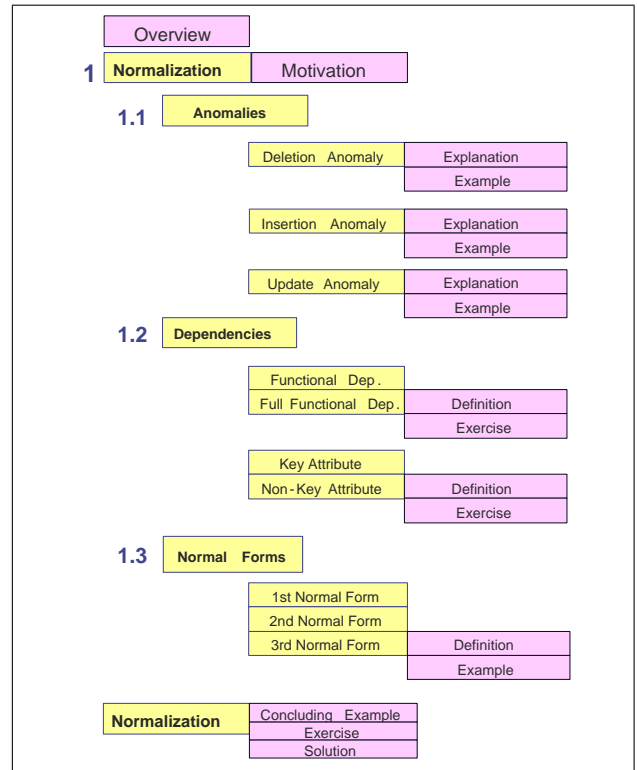 Overview
1 Normalization Motivation
1.1 Anomalies
Deletion Anomaly Explanation
Example
Insertion Anomaly Explanation
Example
Update Anomaly Explanation
Example
1.2 Dependencies
Functional Dep.
Full Functional Dep. Definition
Exercise
Key Attribute
Non-Key Attribute Definition
Exercise
1.3 Normal Forms
1st Normal Form
2nd Normal Form
3rd Normal Form Definition
Example
Normalization Concluding Example
Exercise
Solution